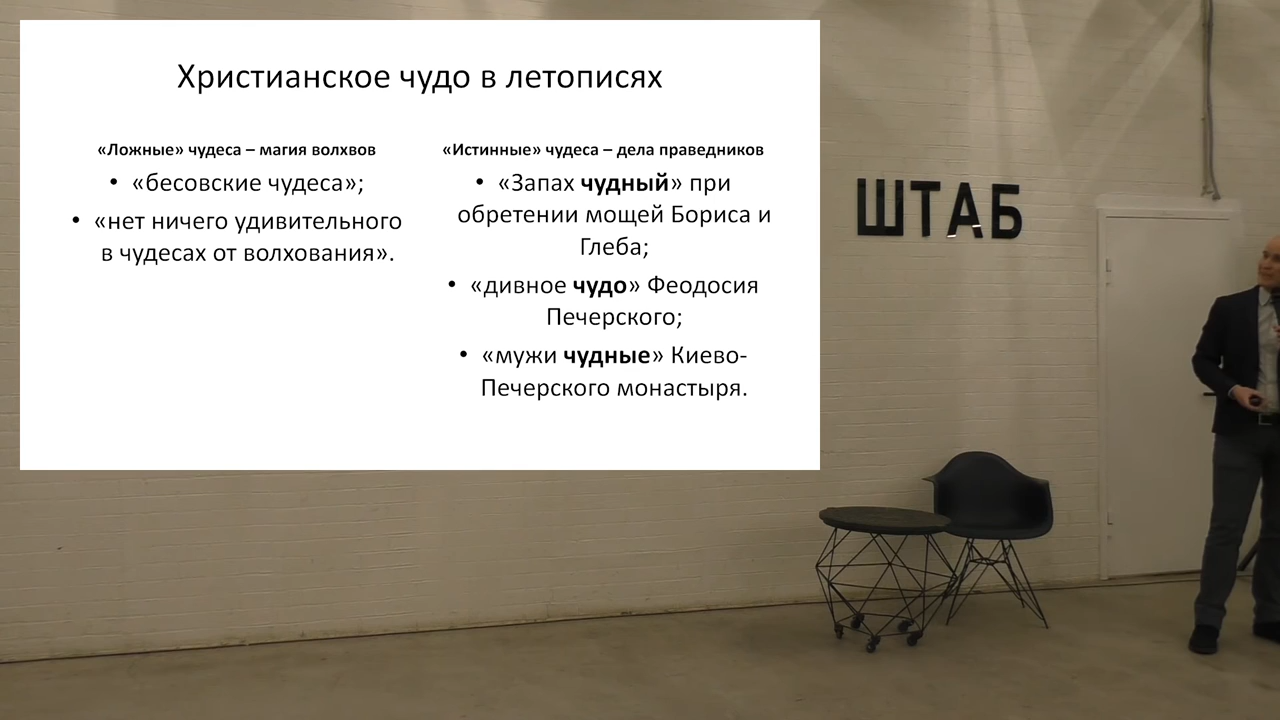 Христианское чудо в летописях
«Ложные» чудеса – магия волхвов
• «бесовские чудеса»;
• «нет ничего удивительного
в чудесах от волхования».
«Истинные» чудеса – дела праведников
• «Запах чудный» при
обретении мощей Бориса и
Глеба;
• «дивное чудо» Феодосия
Печерского;
• «мужи чудные» Киево-
Печерского монастыря.
ШТАБ